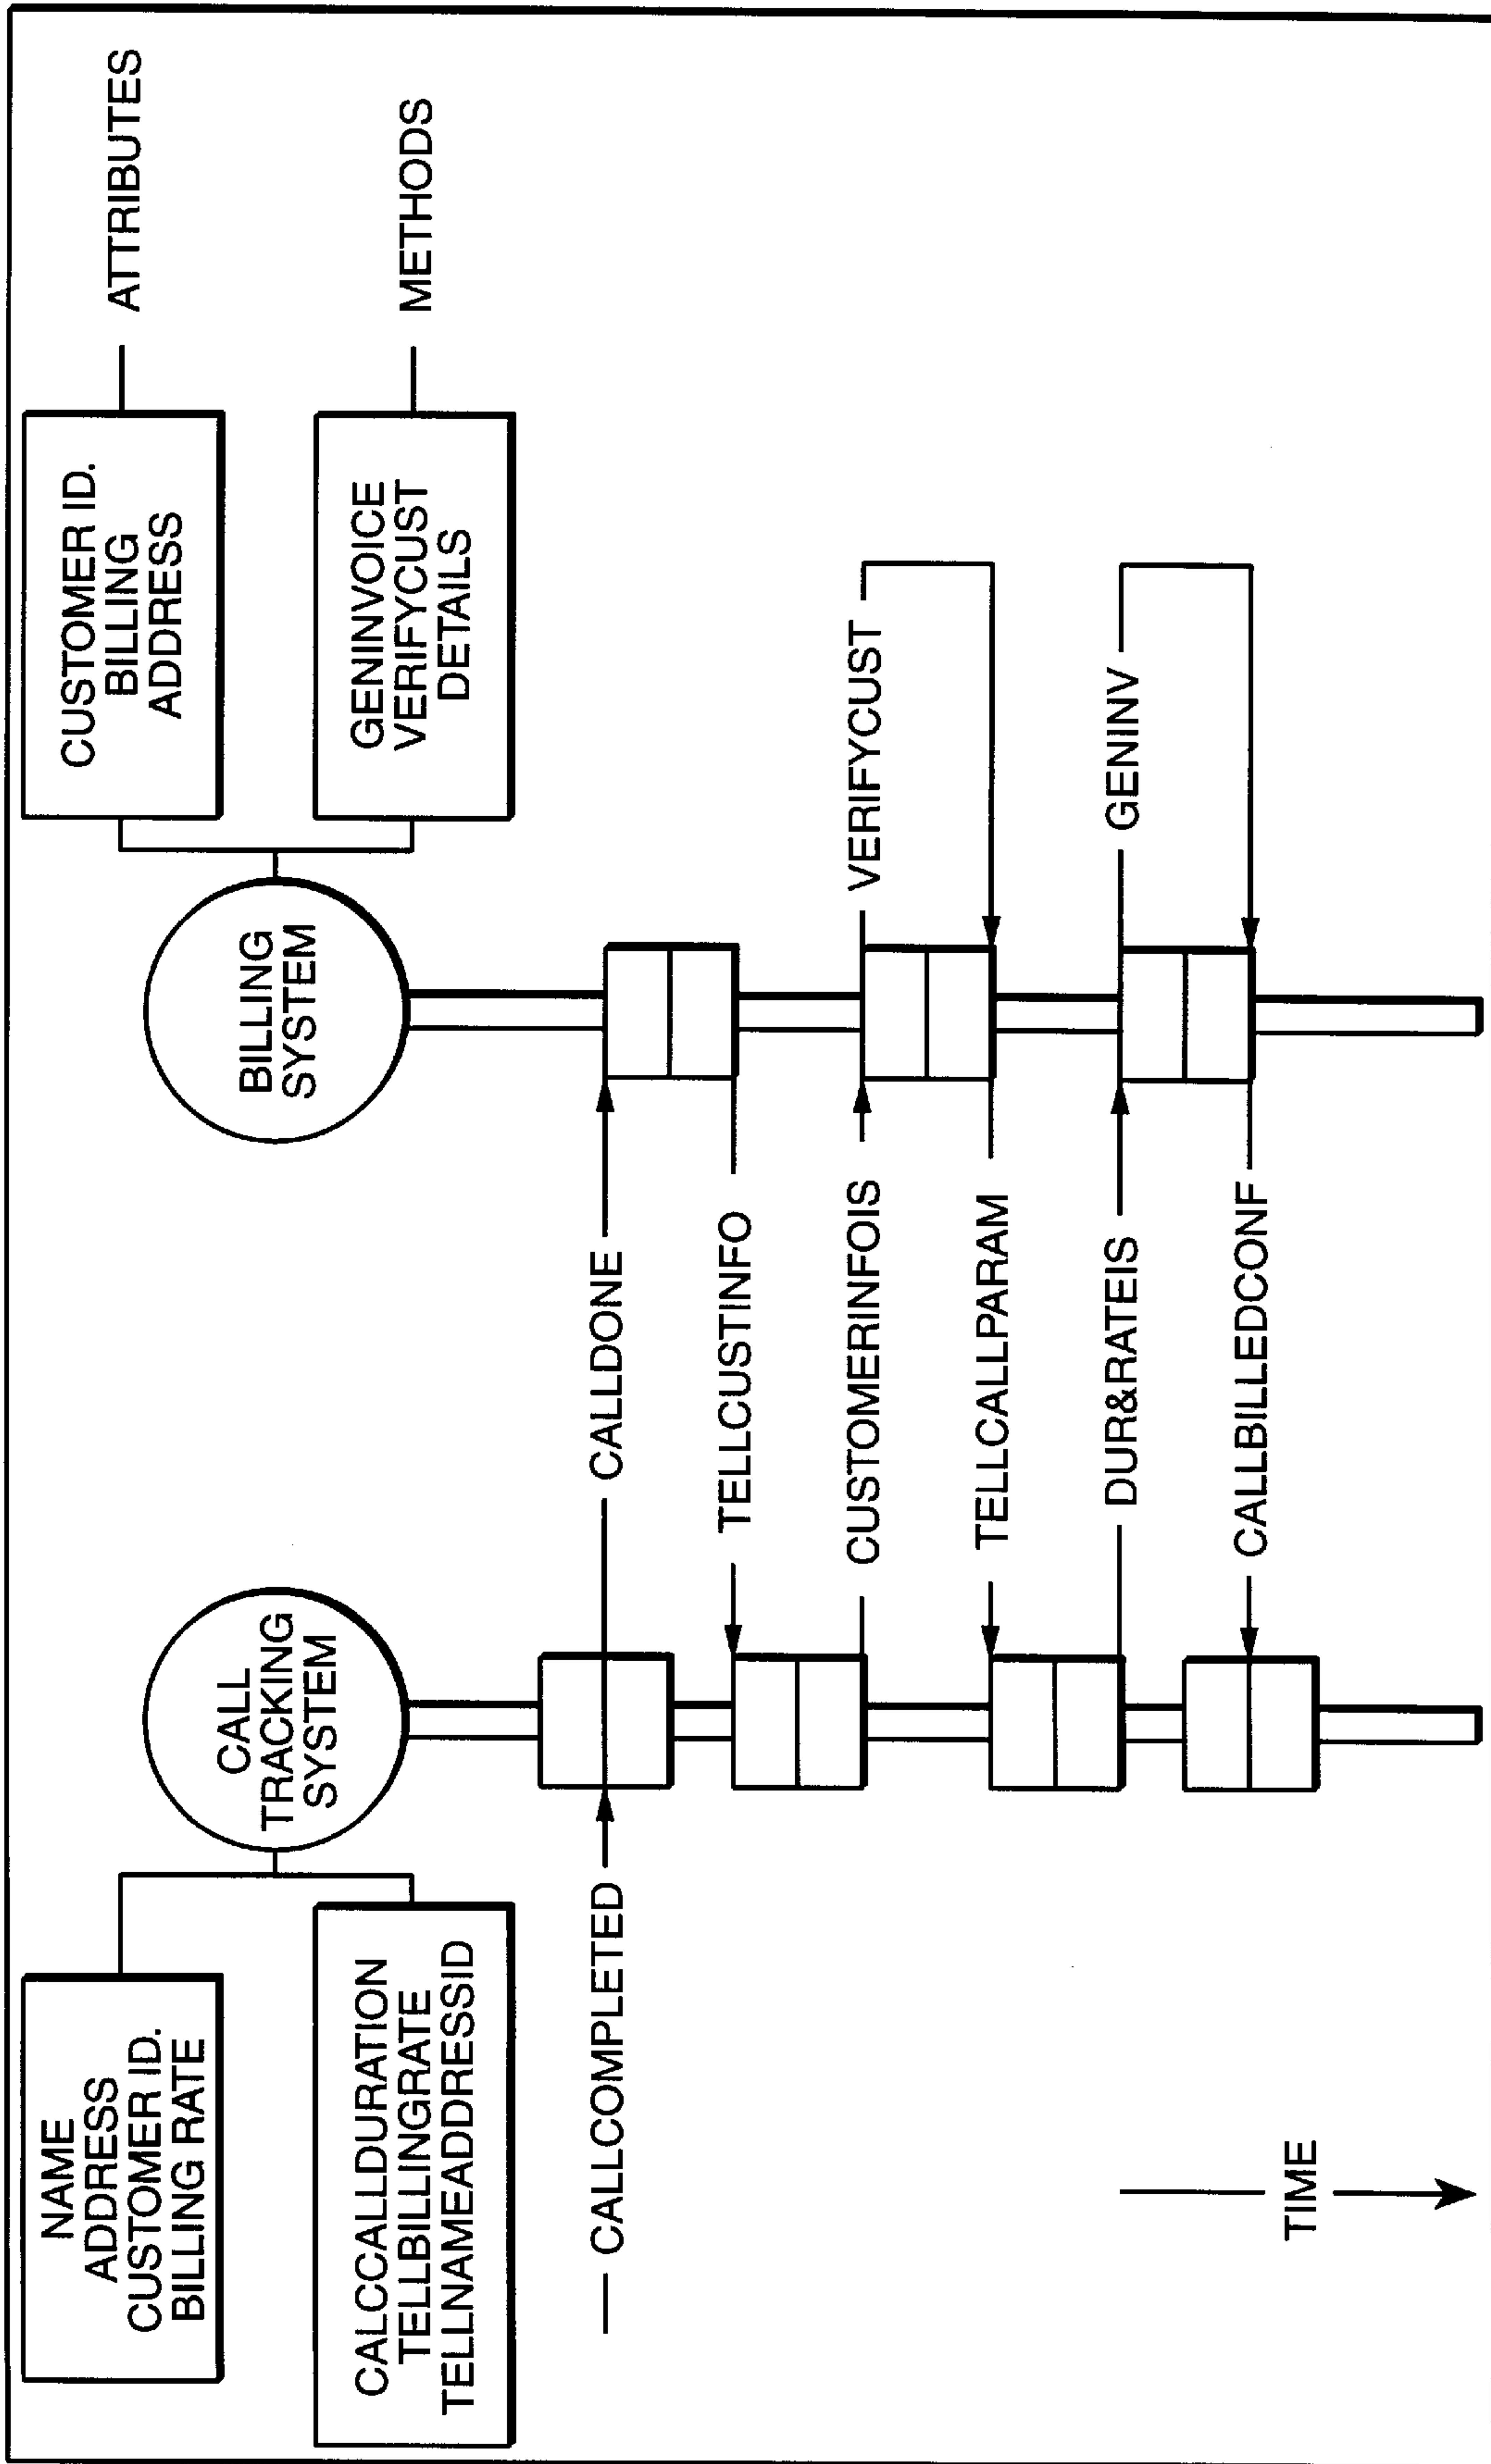 NAME
ADDRESS
CUSTOMER ID.
BILLING RATE
CALCCALLDURATION
TELLBILLINGRATE
TELLNAMEADDRESSID
CALL
TRACKING
SYSTEM
BILLING
SYSTEM
CUSTOMER ID.
BILLING
ADDRESS
ATTRIBUTES
GENINVOICE
VERIFYCUST
DETAILS
METHODS
CALLCOMPLETED
CALLDONE
TELLCUSTINFO
CUSTOMERINFOIS
VERIFYCUST
TELLCALLPARAM
DUR&RATEIS
GENINV
CALLBILLEDCONF
TIME